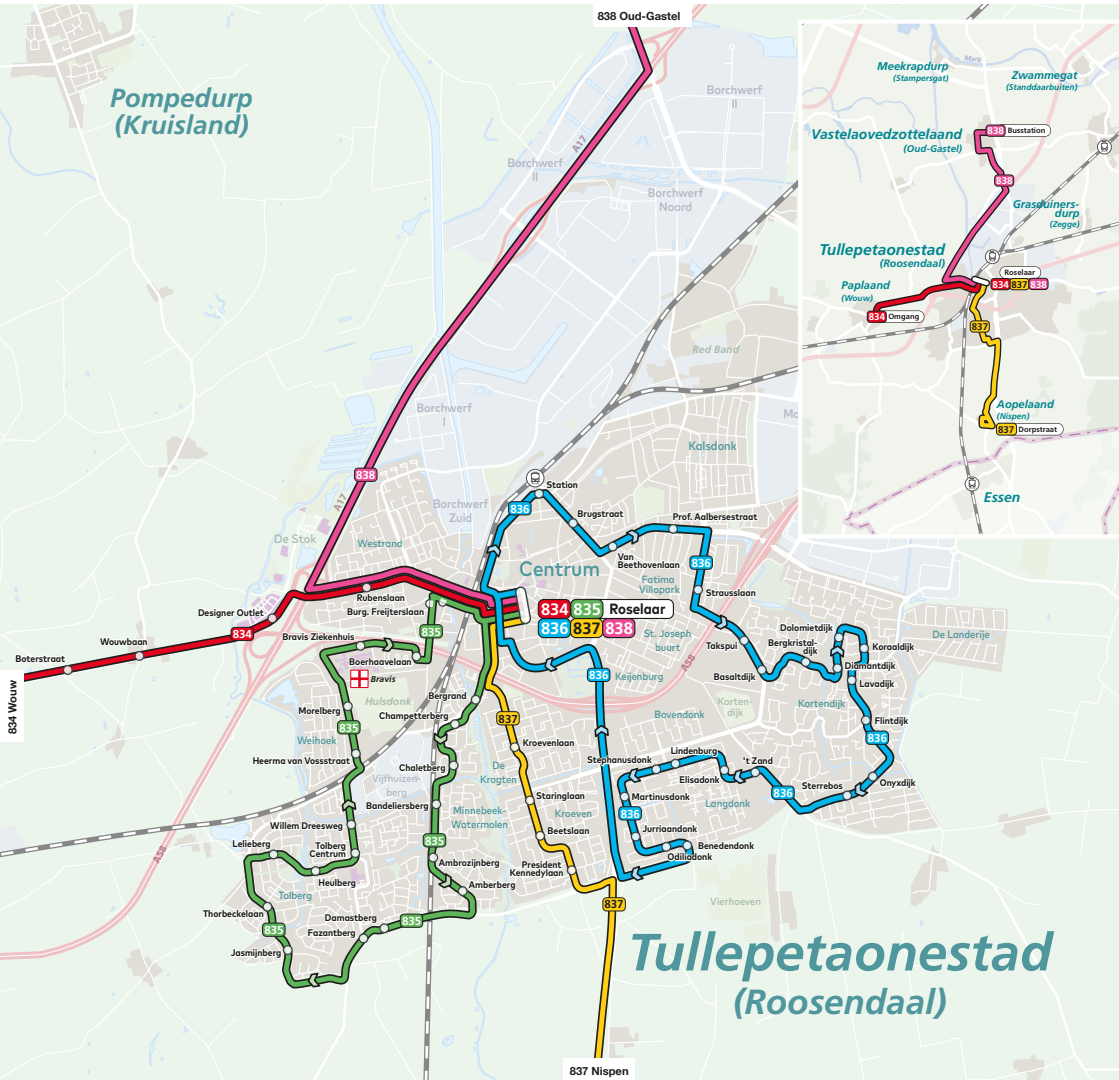 838 Oud-Gastel
Pompedurp
(Kruisland)
Borchwerf
II
A17
Borchwerf
II
Borchwerf
Noord
Red Band
Borchwerf
I
Kalsdonk
838
A17
Borchwerf
Zuid
De Stok
Westrand
Station
836
Brugstraat
Prof. Aalbersestraat
Van
Beethovenlaan
Centrum
Fatima
Villapark
836
Strausslaan
Rubenslaan
Designer Outlet
Burg. Freijterslaan
834 835 Roselaar
836 837 838
St. Joseph
buurt
834
Wouwbaan
Boterstraat
834 Wouw
Bravis Ziekenhuis
835
Boerhaavelaan
Bravis
Hulsdonk
Bergrand
Keijenburg
836
A58
Takspui
Basaltdijk
Bergkristal-
dijk
Dolomietdijk
Koraaldijk
Diamantdijk
Lavadijk
De Landerije
Korten-
dijk
Kortendijk
Flintdijk
836
Morelberg
835
Weihoek
Heerma van Vossstraat
Champetterberg
837
Kroevenlaan
Bovendonk
Chaletberg
De
Krogten
Stephanusdonk
Lindenburg
Elisadonk
't Zand
836
Sterrebos
Onyxdijk
Vijfhuizen-
berg
Bandeliersberg
Minnebeek-
Watermolen
Staringlaan
Kroeven
Martinusdonk
836
Langdonk
Jurriaandonk
Benedendonk
Odiliadonk
Willem Dreesweg
Lelieberg
Tolberg
Centrum
835
Beetslaan
A58
Heulberg
Ambrozijnberg
Amberberg
President
Kennedylaan
Tolberg
Thorbeckelaan
835
Damastberg
835
Fazantberg
Jasmijnberg
837
Vierhoeven
Tullepetaonestad
(Roosendaal)
837 Nispen
Meekrapdurp
(Stampersgat)
Mark
Zwammegat
(Standdaarbuiten)
Vastelaovedzottelaand
(Oud-Gastel)
838 Busstation
838
Grasduiners-
durp
(Zegge)
Tullepetaonestad
(Roosendaal)
Roselaar
834 837 838
Paplaand
(Wouw)
834 Omgang
837
Aopelaand
(Nispen)
837 Dorpstraat
Essen